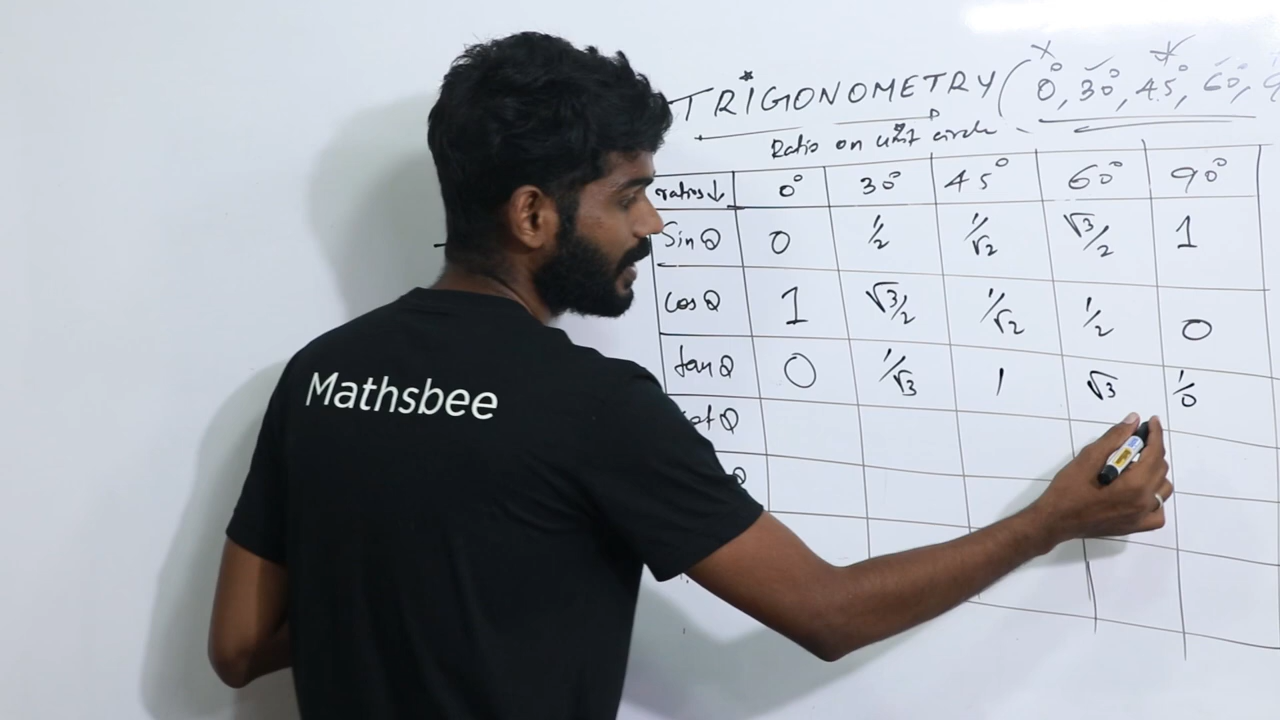 TRIGONOMETRY (0°, 30°, 45°, 60°, 9
Ratio on unit circle
ratios↓ 0° 30° 45° 60° 90°
Sin Q 0 1/2 1/√2 √3/2 1
cos Q 1 √3/2 1/√2 1/2 0
tan Q 0 1/√3 1 √3 1/0
ot Q
Q
Mathsbee